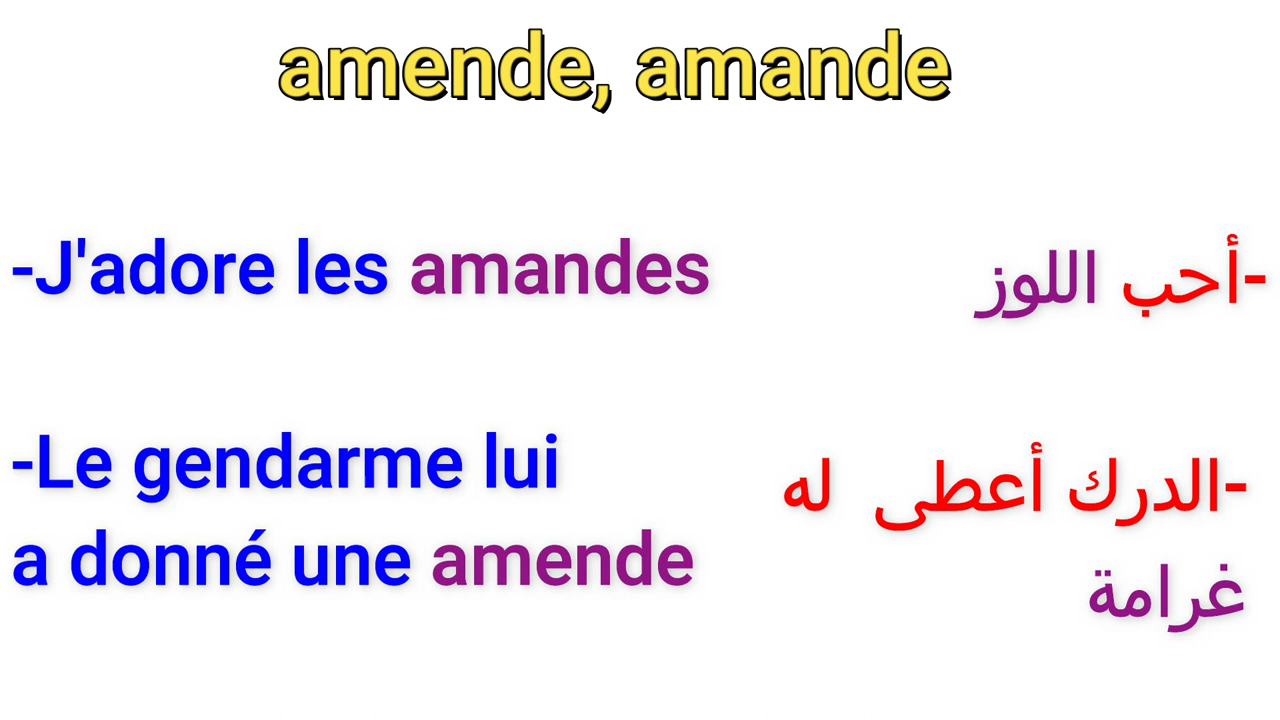 amende, amande
-J'adore les amandes
-أحب اللوز
-Le gendarme lui
a donné une amende
-الدرك أعطى له
غرامة